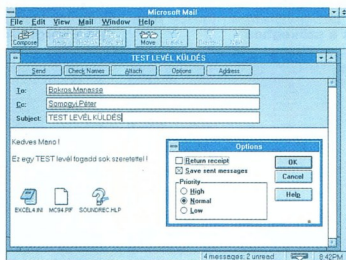 Microsoft Mail
File Edit View Mail Window Help
Compose Move
TEST LEVÉL KÜLDÉS
Send Check Names Attach Options Address
To: Bokros Manassa
Cc: Somogyi Péter
Subject: TEST LEVÉL KÜLDÉS
Kedves Mano !
Ez egy TEST levél fogadd sok szeretettel !
EXCEL4.INI MC94.PIF SOUNDREC.HLP
Options
Return receipt
Save sent messages
Priority
High
Normal
Low
OK
Cancel
Help
4 messages: 2 unread 8:42PM